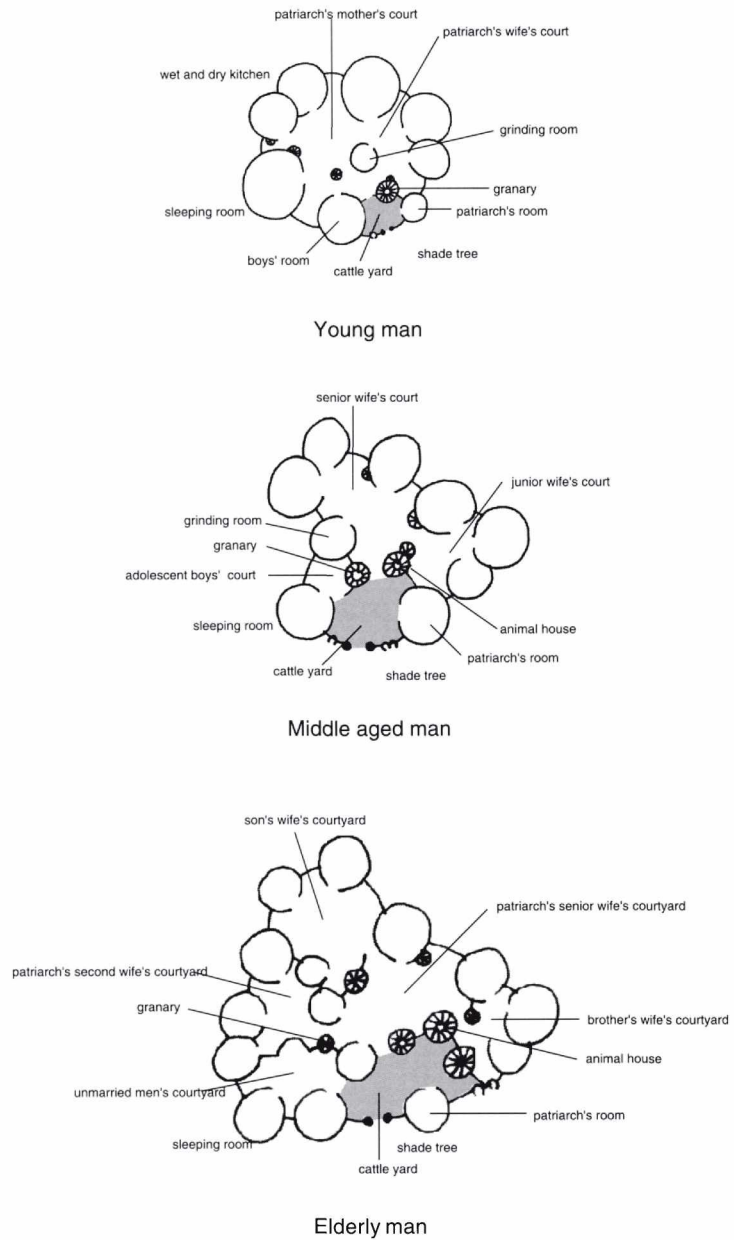 patriarch's mother's court
patriarch's wife's court
wet and dry kitchen
grinding room
granary
sleeping room
patriarch's room
boys' room
shade tree
cattle yard
Young man
senior wife's court
junior wife's court
grinding room
granary
adolescent boys' court
sleeping room
animal house
patriarch's room
cattle yard
shade tree
Middle aged man
son's wife's courtyard
patriarch's senior wife's courtyard
patriarch's second wife's courtyard
granary
brother's wife's courtyard
animal house
unmarried men's courtyard
patriarch's room
sleeping room
shade tree
cattle yard
Elderly man